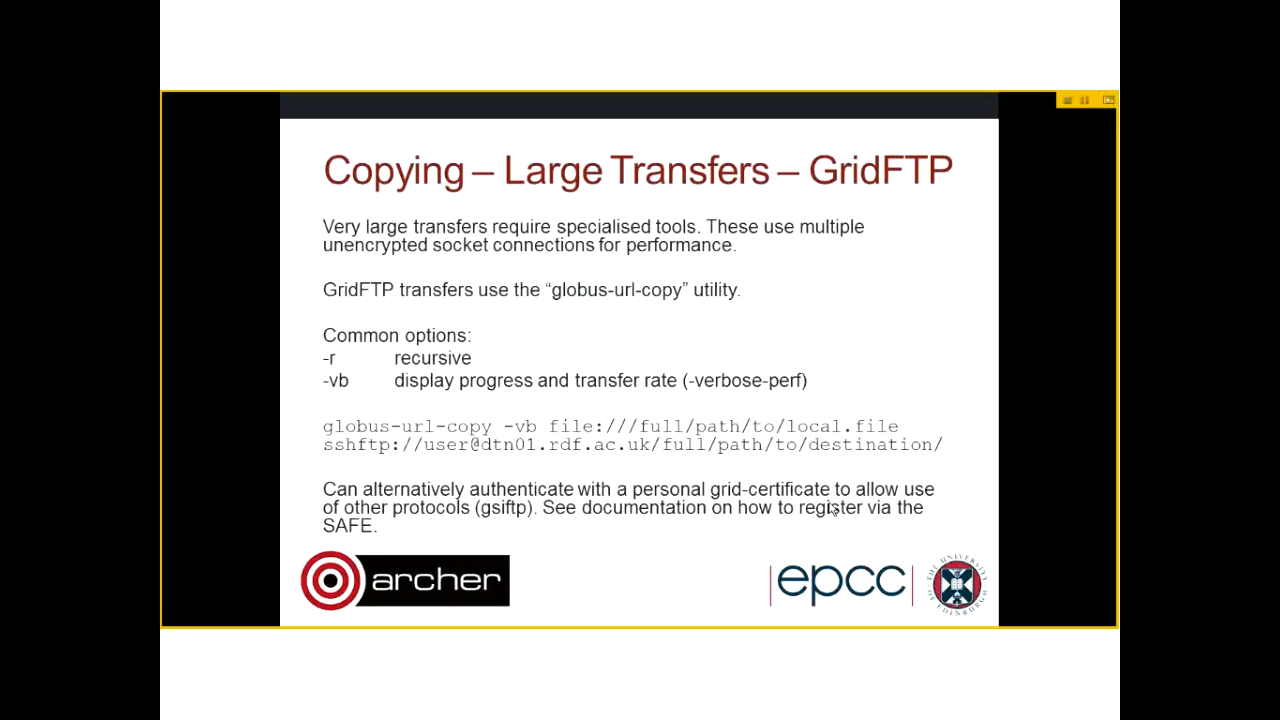 Copying – Large Transfers – GridFTP
Very large transfers require specialised tools. These use multiple
unencrypted socket connections for performance.
GridFTP transfers use the “globus-url-copy” utility.
Common options:
-r recursive
-vb display progress and transfer rate (-verbose-perf)
globus-url-copy -vb file:///full/path/to/local.file
sshftp://user@dtn01.rdf.ac.uk/full/path/to/destination/
Can alternatively authenticate with a personal grid-certificate to allow use
of other protocols (gsiftp). See documentation on how to register via the
SAFE.
archer
epcc
THE UNIVERSITY OF EDINBURGH